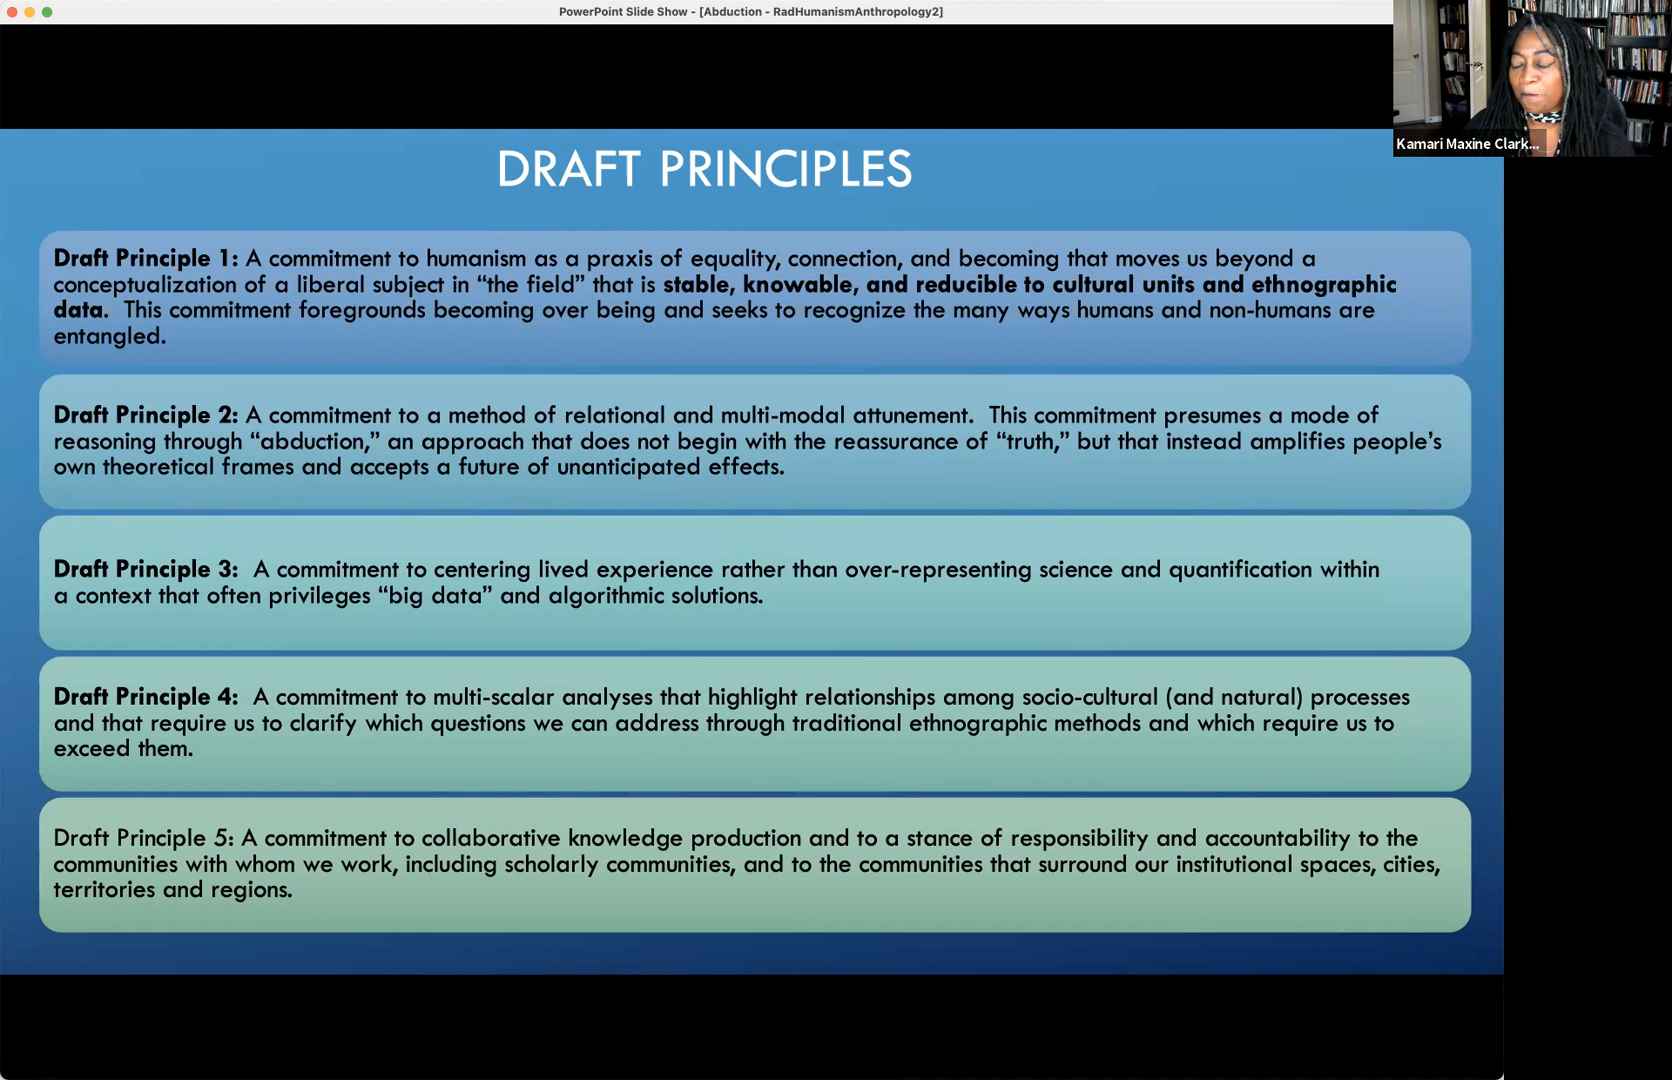 PowerPoint Slide Show - [Abduction - RadHumanismAnthropology2]
Kamari Maxine Clark...
DRAFT PRINCIPLES
Draft Principle 1: A commitment to humanism as a praxis of equality, connection, and becoming that moves us beyond a
conceptualization of a liberal subject in “the field” that is stable, knowable, and reducible to cultural units and ethnographic
data. This commitment foregrounds becoming over being and seeks to recognize the many ways humans and non-humans are
entangled.
Draft Principle 2: A commitment to a method of relational and multi-modal attunement. This commitment presumes a mode of
reasoning through “abduction,” an approach that does not begin with the reassurance of “truth,” but that instead amplifies people’s
own theoretical frames and accepts a future of unanticipated effects.
Draft Principle 3: A commitment to centering lived experience rather than over-representing science and quantification within
a context that often privileges “big data” and algorithmic solutions.
Draft Principle 4: A commitment to multi-scalar analyses that highlight relationships among socio-cultural (and natural) processes
and that require us to clarify which questions we can address through traditional ethnographic methods and which require us to
exceed them.
Draft Principle 5: A commitment to collaborative knowledge production and to a stance of responsibility and accountability to the
communities with whom we work, including scholarly communities, and to the communities that surround our institutional spaces, cities,
territories and regions.